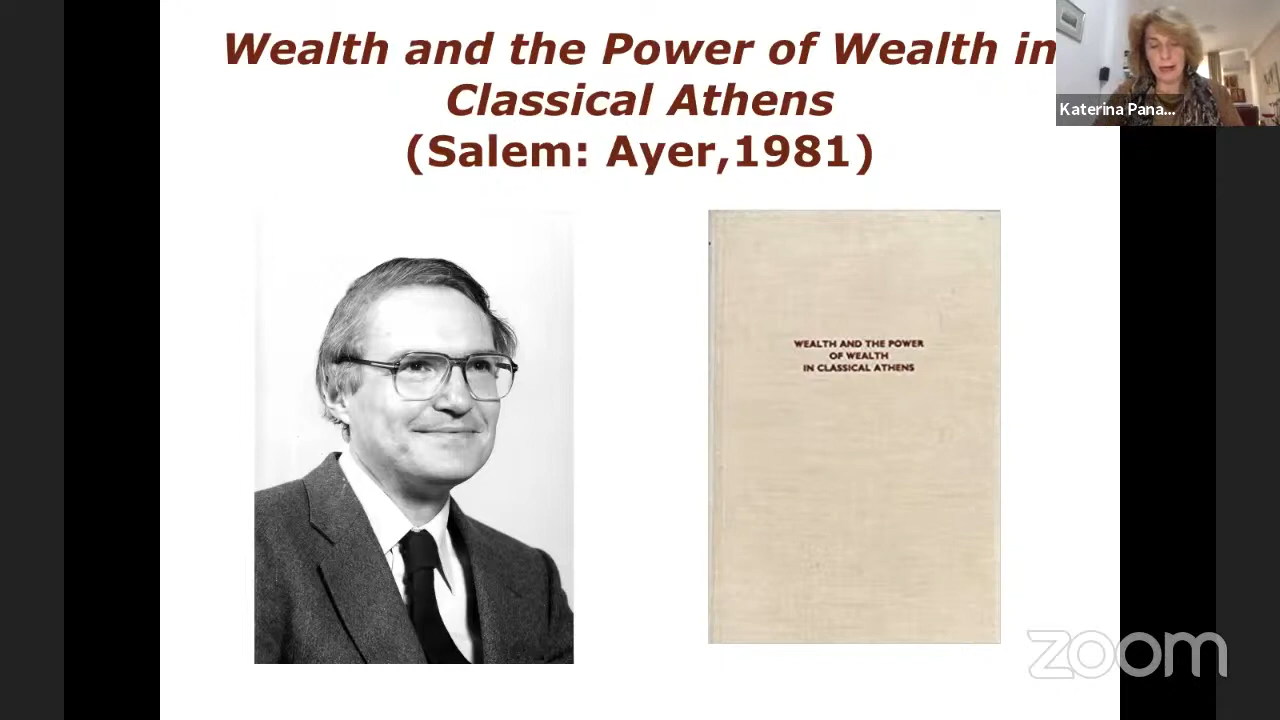 Wealth and the Power of Wealth in
Classical Athens
(Salem: Ayer,1981)
Katerina Pana...
WEALTH AND THE POWER
OF WEALTH
IN CLASSICAL ATHENS
zoom